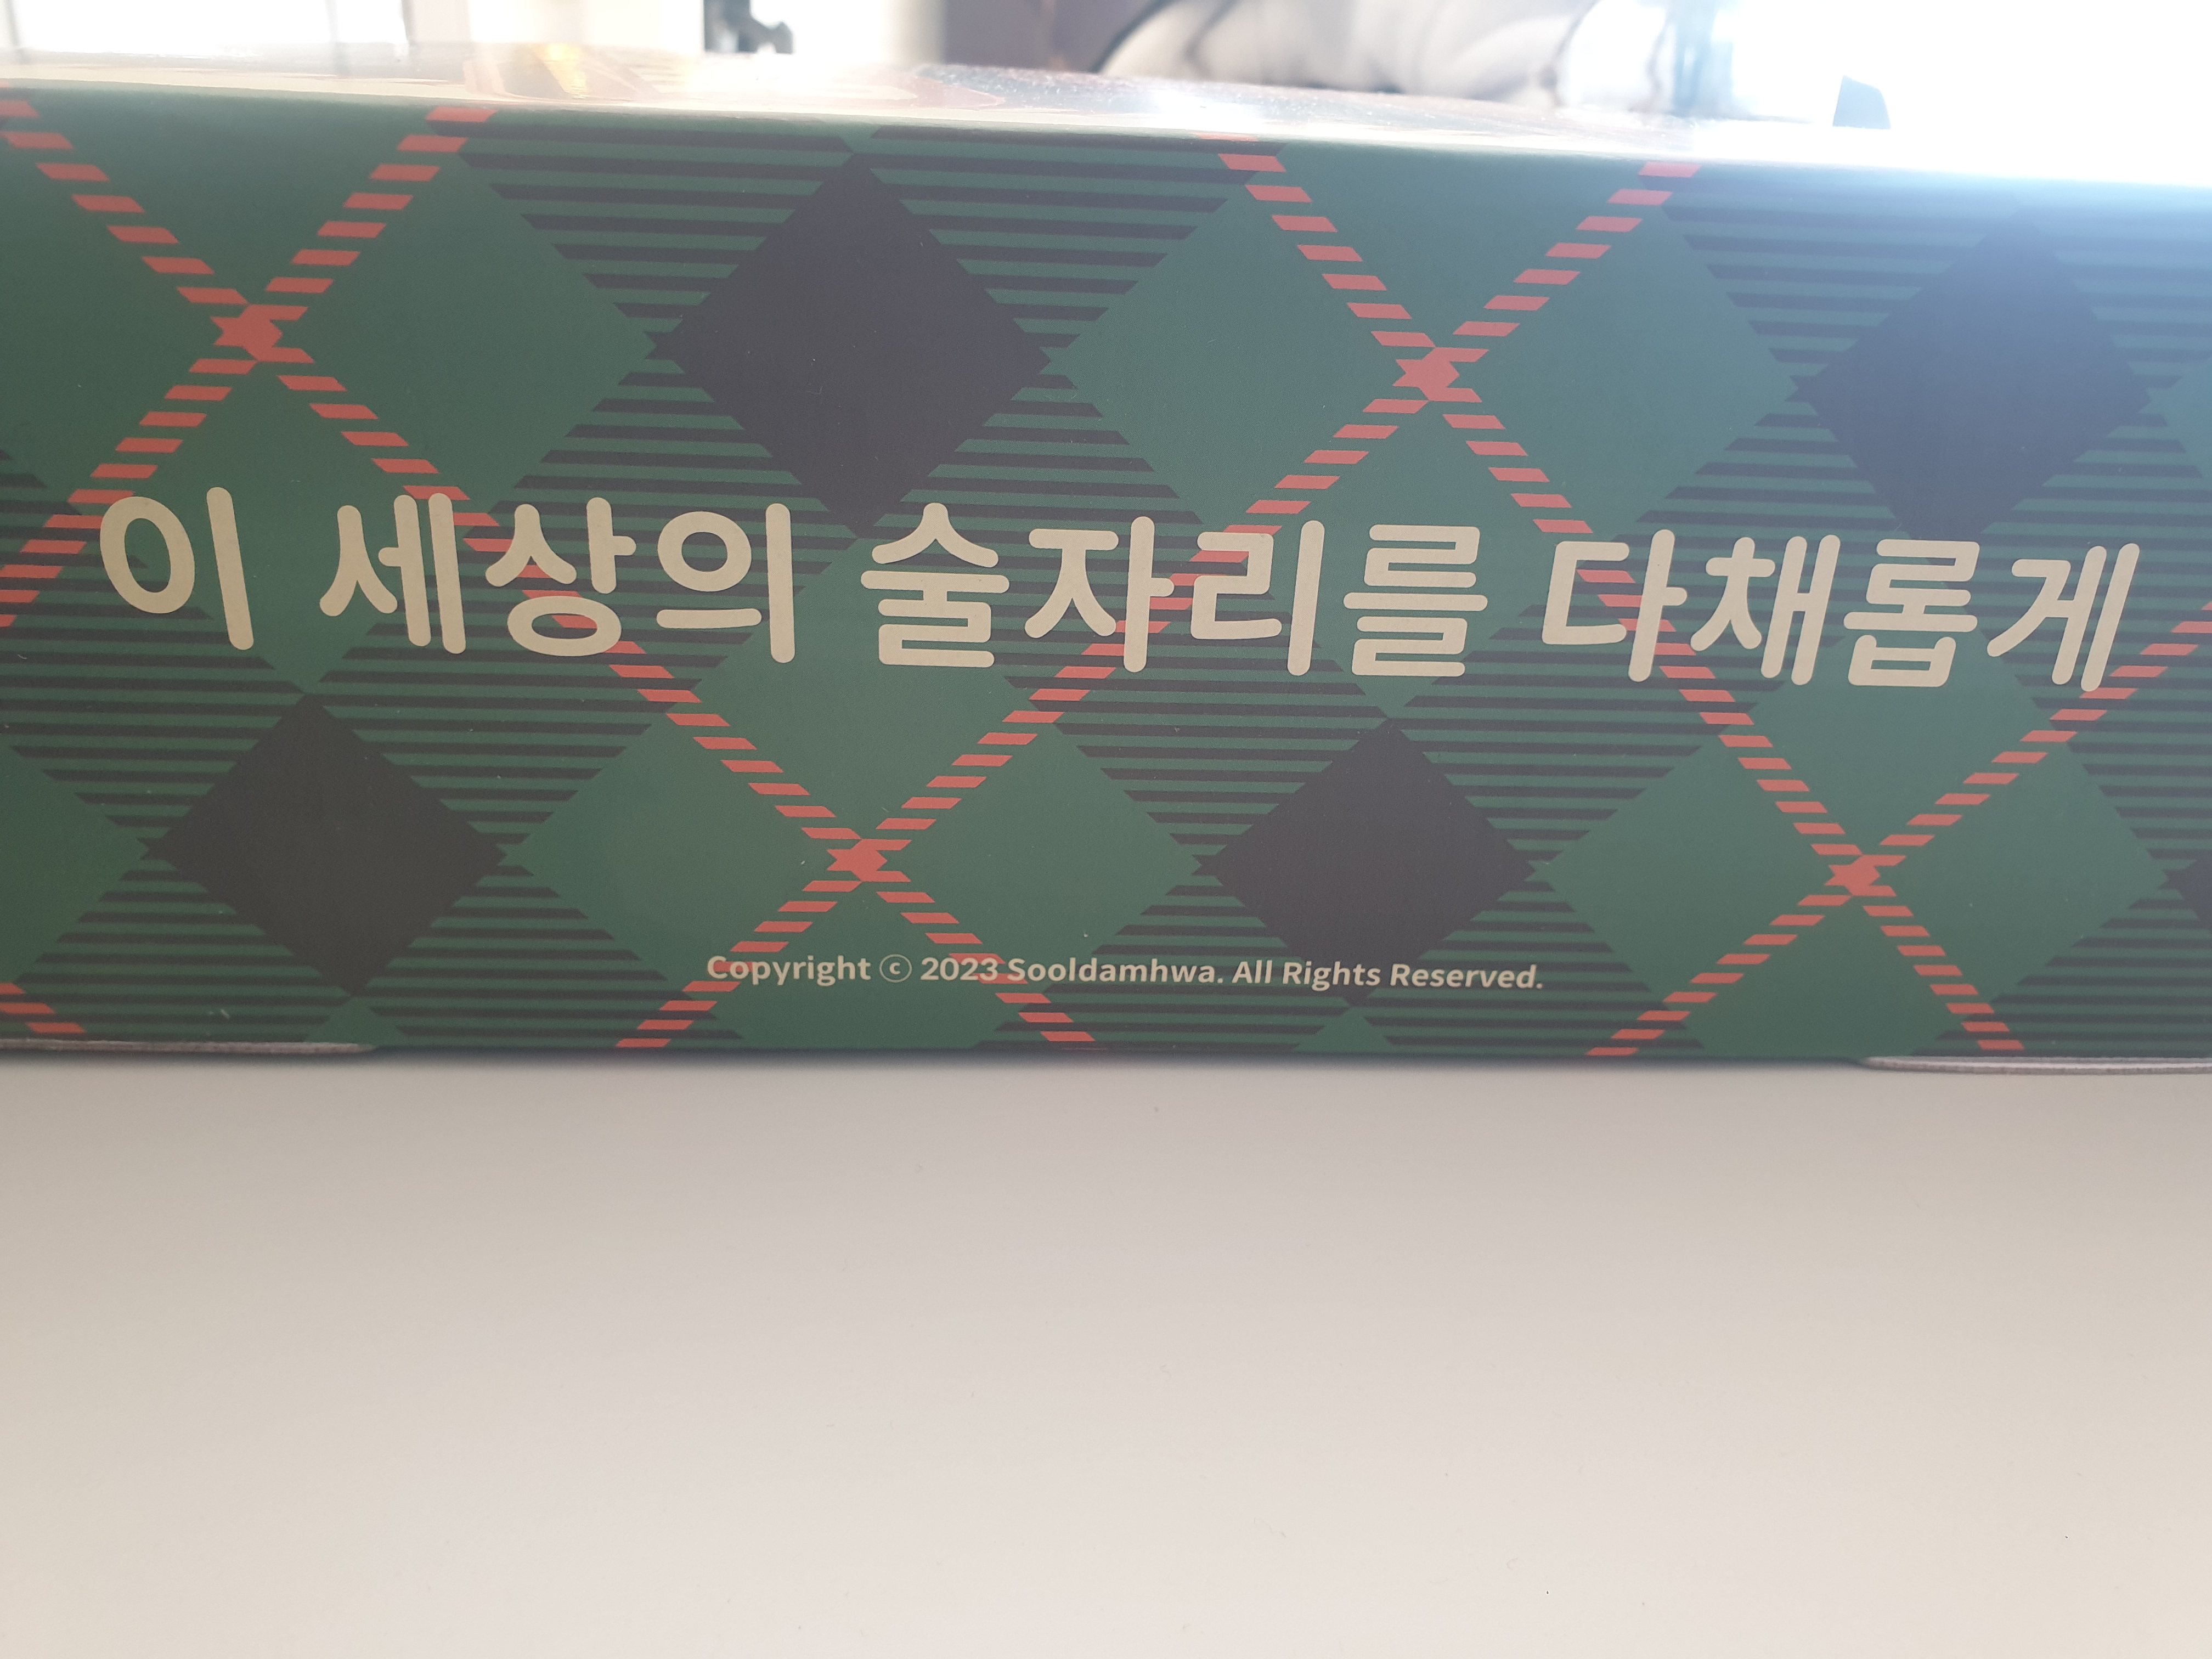 이 세상의 술자리를 다채롭게
Copyright ⓒ 2023 Sooldamhwa. All Rights Reserved.